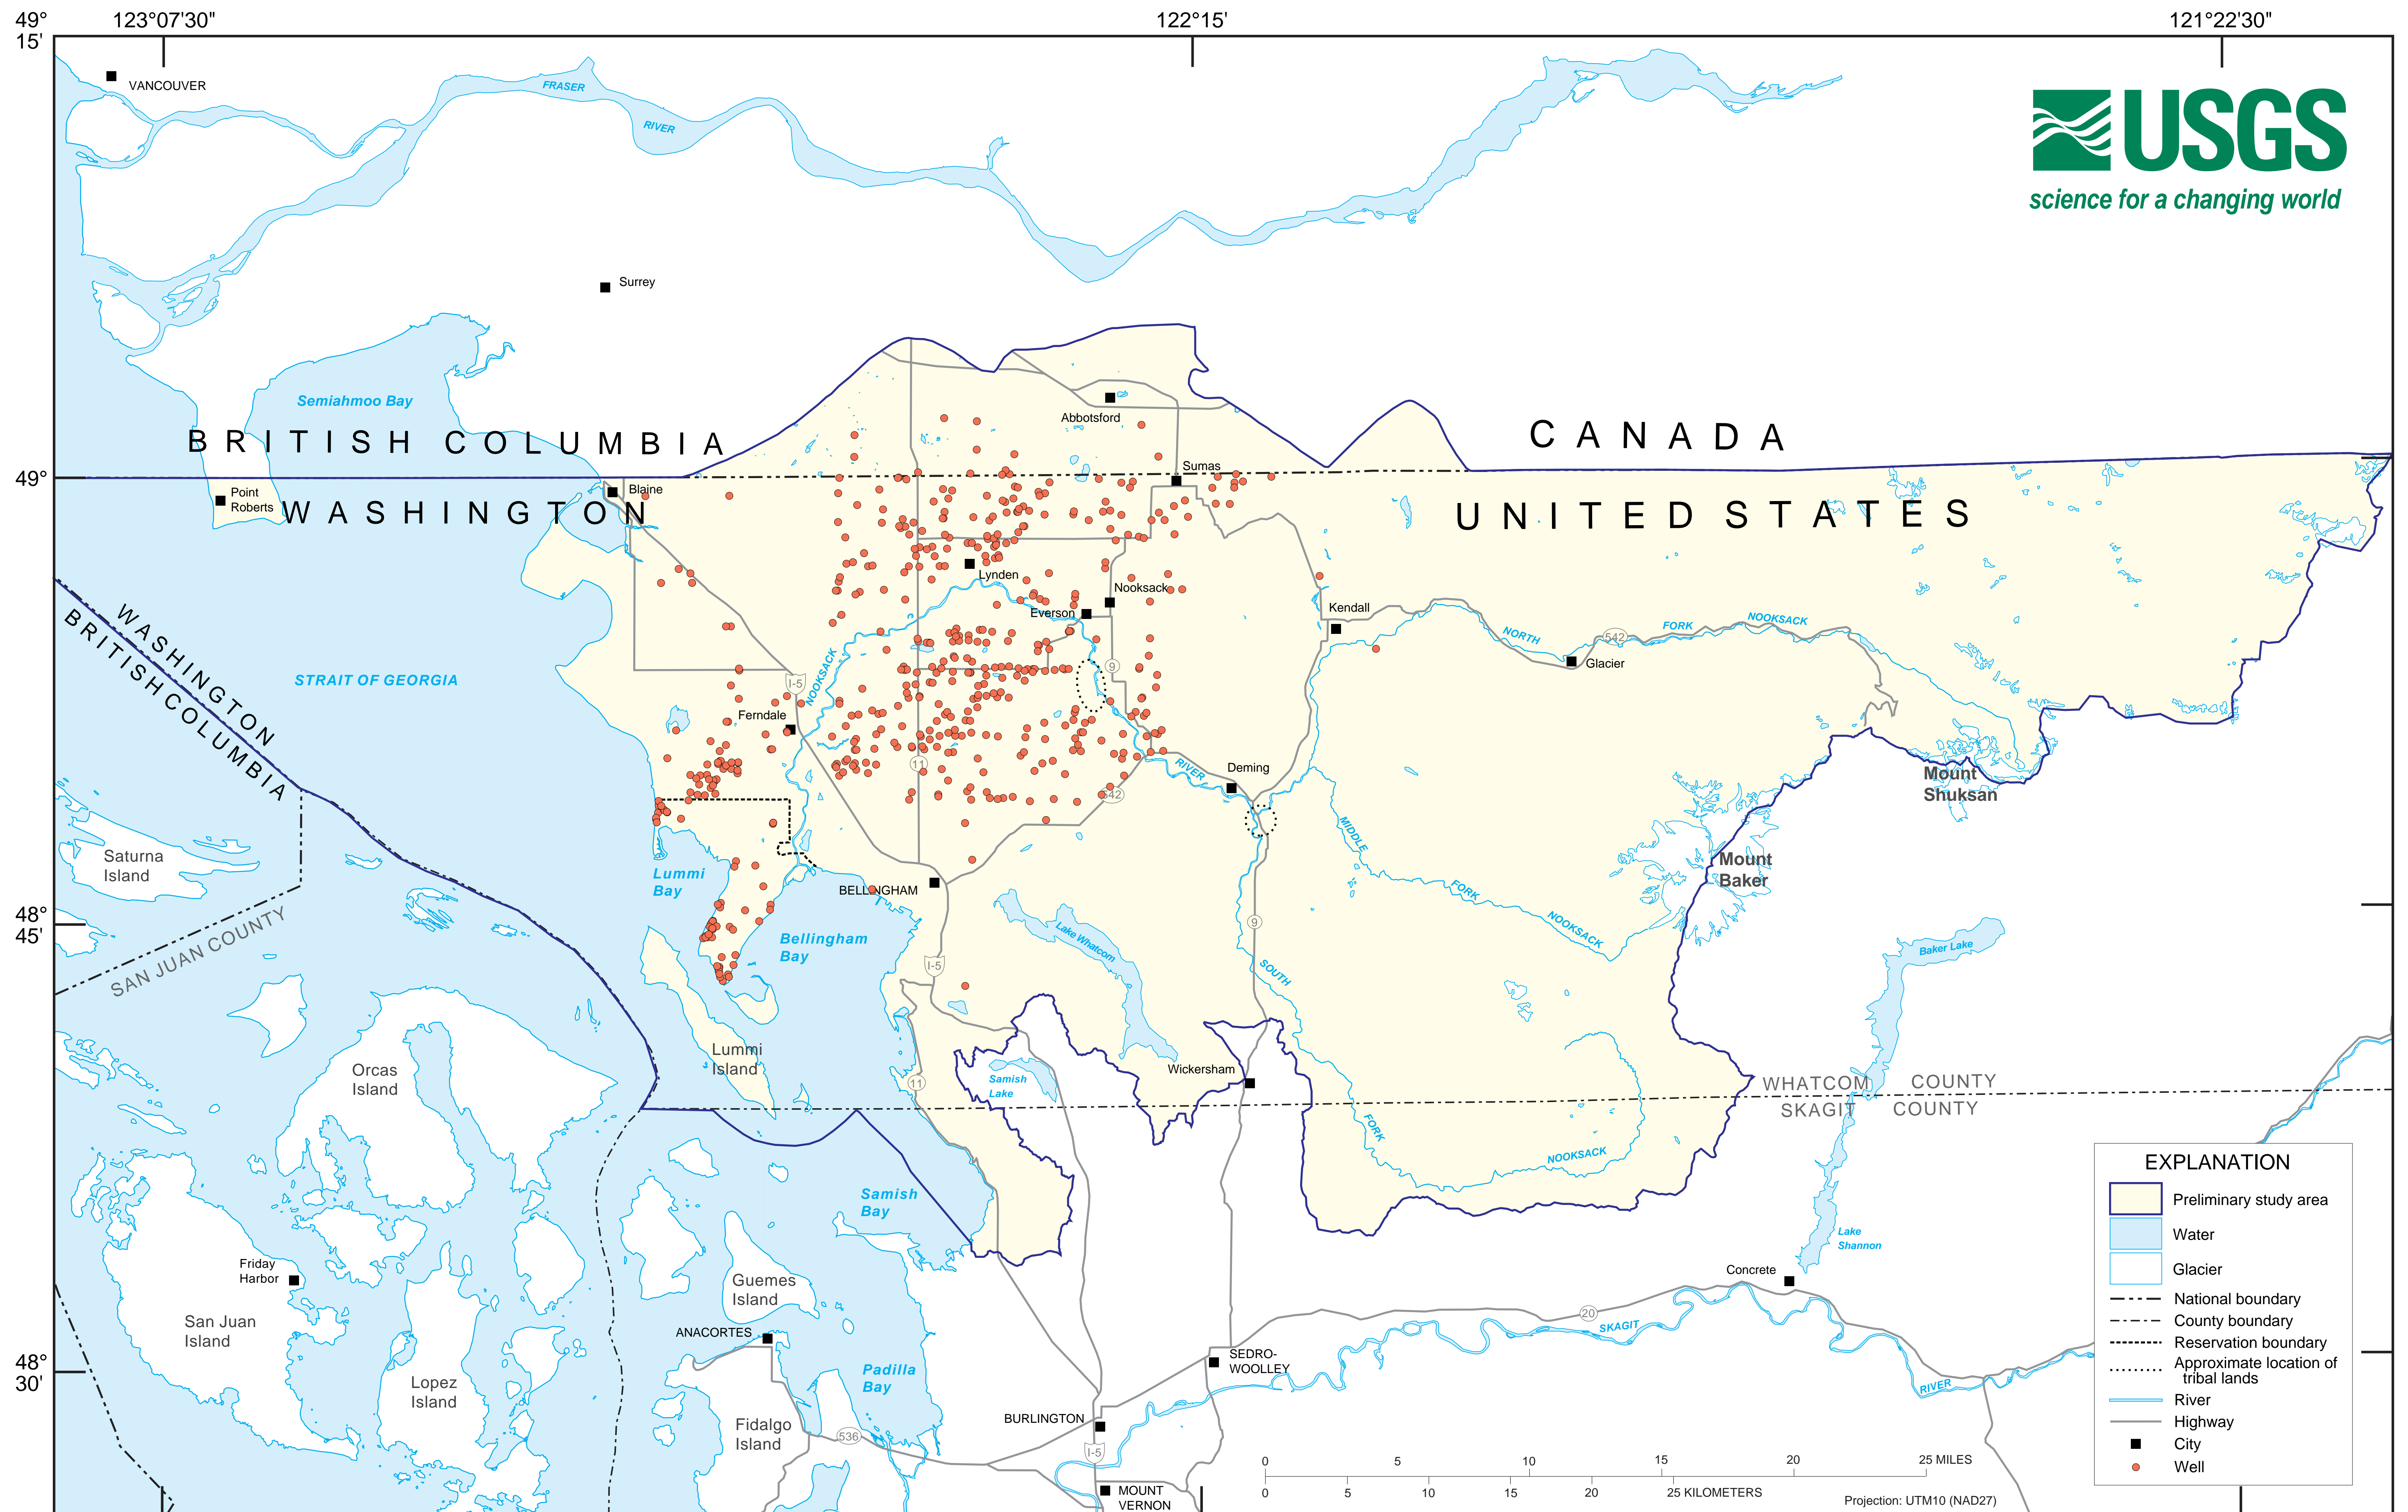 49°
15'
123°07'30"
122°15'
121°22'30"
VANCOUVER
FRASER
RIVER
USGS
science for a changing world
Surrey
Semiahmoo Bay
Abbotsford
BRITISH COLUMBIA
CANADA
49°
Sumas
Point
Roberts
Blaine
WASHINGTON
UNITED STATES
Lynden
Nooksack
Everson
Kendall
WASHINGTON
BRITISH COLUMBIA
NORTH
FORK
NOOKSACK
542
Glacier
STRAIT OF GEORGIA
I-5
NOOKSACK
9
Ferndale
11
RIVER
Deming
542
Mount
Shuksan
MIDDLE
FORK
NOOKSACK
Mount
Baker
Saturna
Island
Lummi
Bay
BELLINGHAM
48°
45'
SAN JUAN COUNTY
Bellingham
Bay
Lake Whatcom
9
I-5
SOUTH
Baker Lake
Orcas
Island
Lummi
Island
11
Samish
Lake
Wickersham
WHATCOM COUNTY
SKAGIT COUNTY
FORK
NOOKSACK
Samish
Bay
Lake
Shannon
Friday
Harbor
Guemes
Island
Concrete
San Juan
Island
ANACORTES
20
SKAGIT
SEDRO-
WOOLLEY
48°
30'
Lopez
Island
Padilla
Bay
RIVER
Fidalgo
Island
536
BURLINGTON
I-5
MOUNT
VERNON
0 5 10 15 20 25 MILES
0 5 10 15 20 25 KILOMETERS
Projection: UTM10 (NAD27)
EXPLANATION
Preliminary study area
Water
Glacier
National boundary
County boundary
Reservation boundary
Approximate location of
tribal lands
River
Highway
City
Well